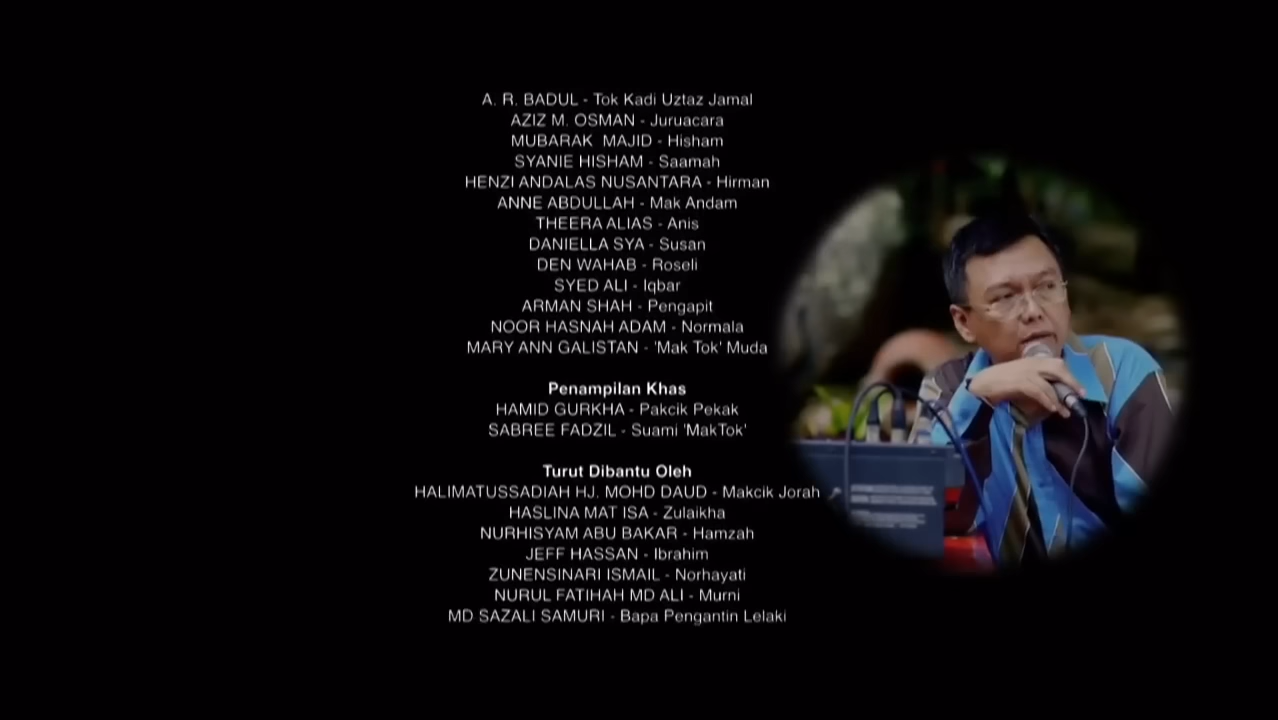 A. R. BADUL - Tok Kadi Uztaz Jamal
AZIZ M. OSMAN - Juruacara
MUBARAK MAJID - Hisham
SYANIE HISHAM - Saamah
HENZI ANDALAS NUSANTARA - Hirman
ANNE ABDULLAH - Mak Andam
THEERA ALIAS - Anis
DANIELLA SYA - Susan
DEN WAHAB - Roseli
SYED ALI - Iqbar
ARMAN SHAH - Pengapit
NOOR HASNAH ADAM - Normala
MARY ANN GALISTAN - 'Mak Tok' Muda
Penampilan Khas
HAMID GURKHA - Pakcik Pekak
SABREE FADZIL - Suami 'MakTok'
Turut Dibantu Oleh
HALIMATUSSADIAH HJ. MOHD DAUD - Makcik Jorah
HASLINA MAT ISA - Zulaikha
NURHISYAM ABU BAKAR - Hamzah
JEFF HASSAN - Ibrahim
ZUNENSINARI ISMAIL - Norhayati
NURUL FATIHAH MD ALI - Murni
MD SAZALI SAMURI - Bapa Pengantin Lelaki